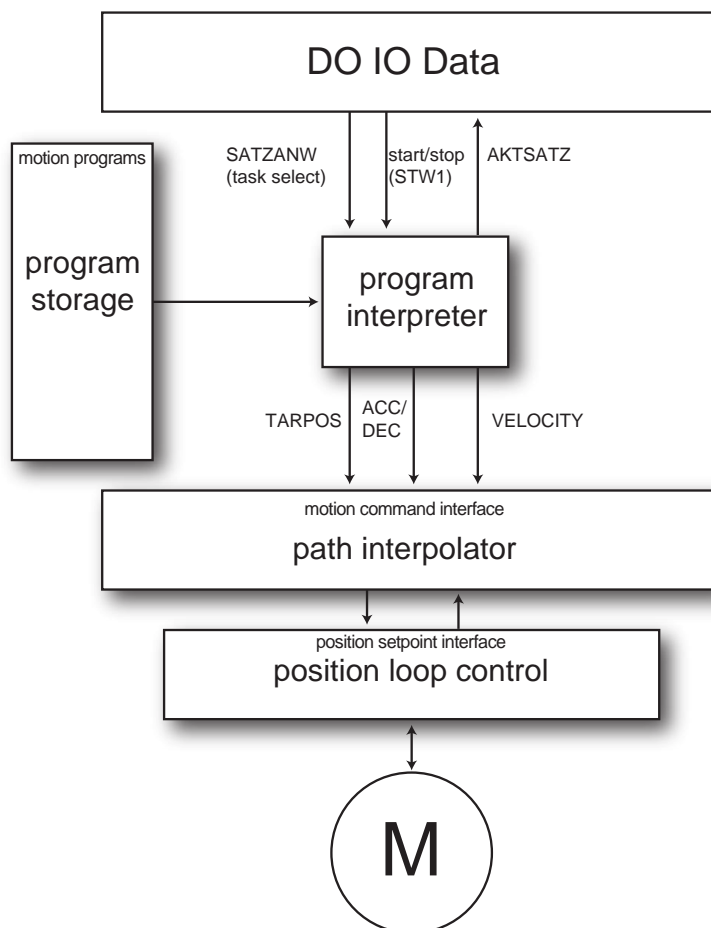 DO IO Data
SATZANW
(task select)
start/stop
(STW1)
AKTSATZ
motion programs
program
storage
program
interpreter
TARPOS
ACC/
DEC
VELOCITY
motion command interface
path interpolator
position setpoint interface
position loop control
M